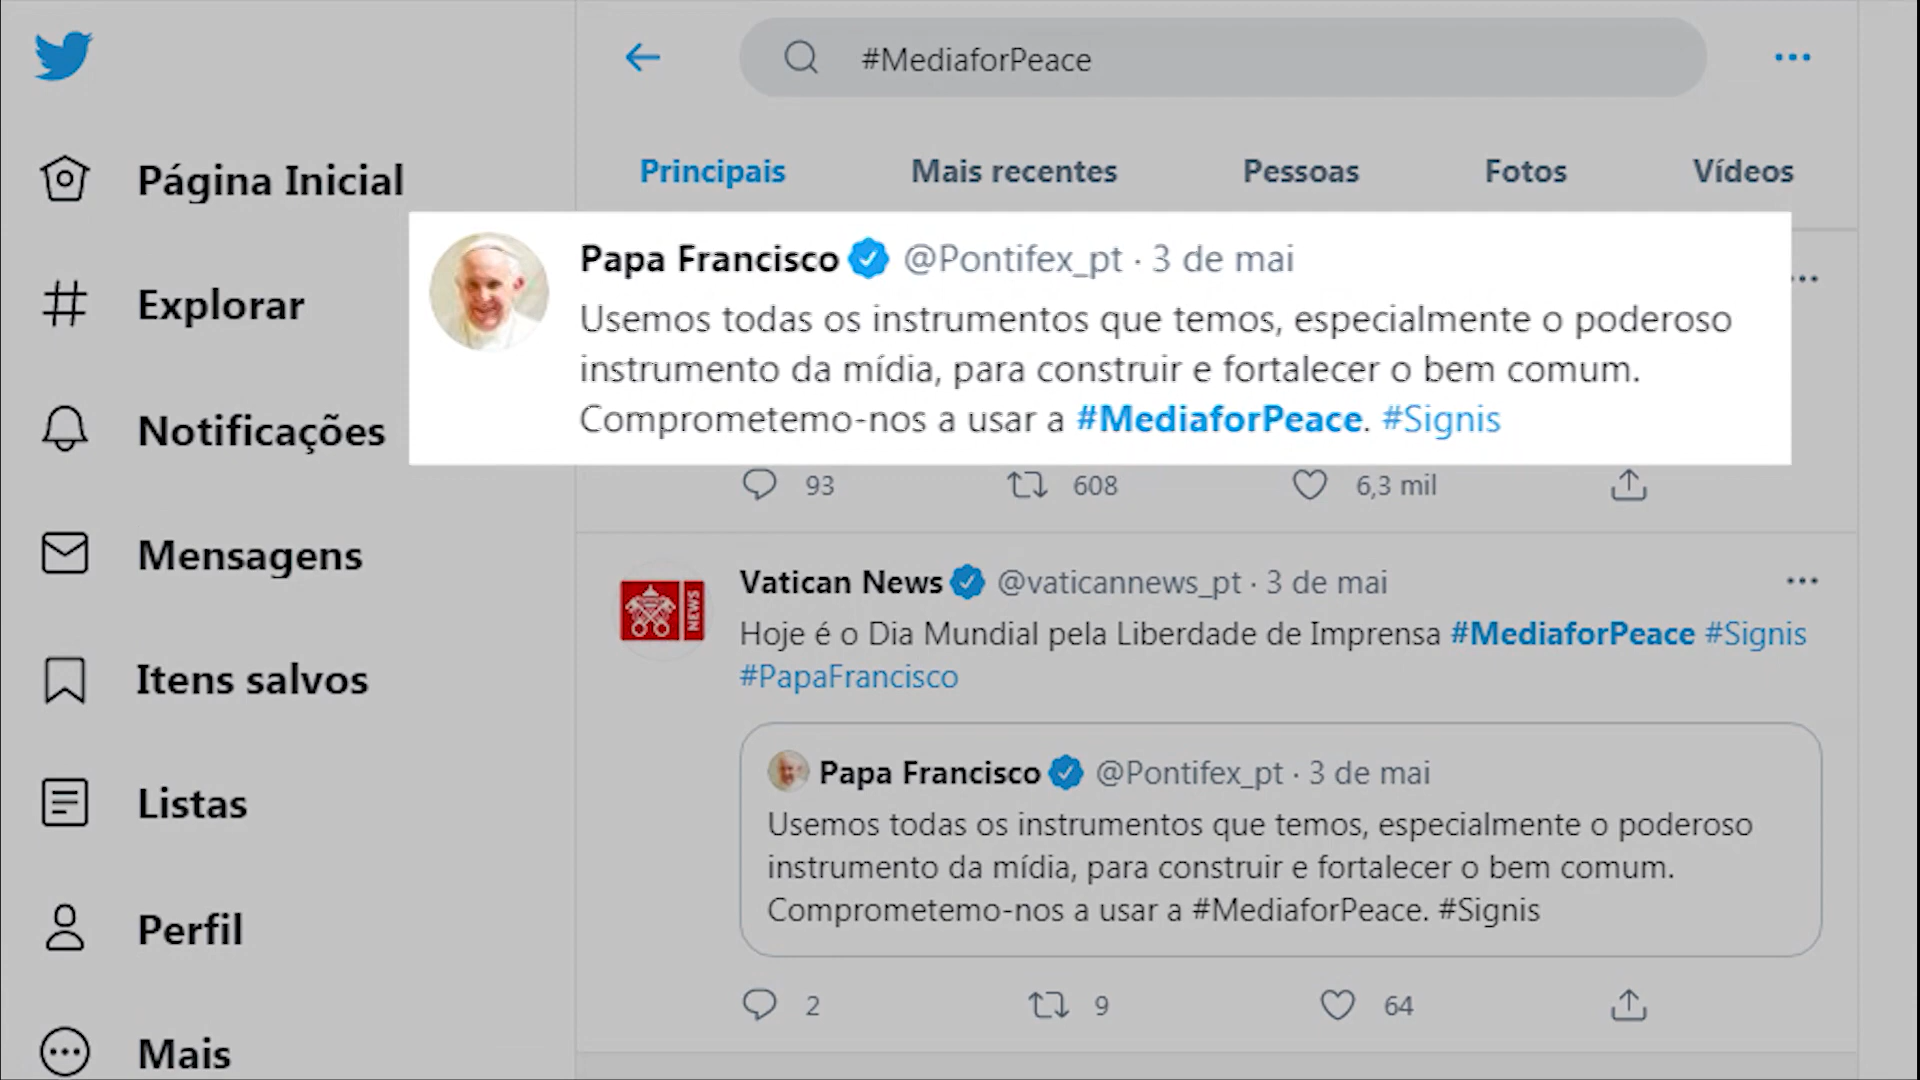 #MediaforPeace
Principais Mais recentes Pessoas Fotos Vídeos
Página Inicial
Explorar
Notificações
Mensagens
Itens salvos
Listas
Perfil
Mais
Papa Francisco @Pontifex_pt · 3 de mai
Usemos todas os instrumentos que temos, especialmente o poderoso
instrumento da mídia, para construir e fortalecer o bem comum.
Comprometemo-nos a usar a #MediaforPeace. #Signis
93 608 6,3 mil
NEWS
Vatican News @vaticannews_pt · 3 de mai
Hoje é o Dia Mundial pela Liberdade de Imprensa #MediaforPeace #Signis
#PapaFrancisco
Papa Francisco @Pontifex_pt · 3 de mai
Usemos todas os instrumentos que temos, especialmente o poderoso
instrumento da mídia, para construir e fortalecer o bem comum.
Comprometemo-nos a usar a #MediaforPeace. #Signis
2 9 64